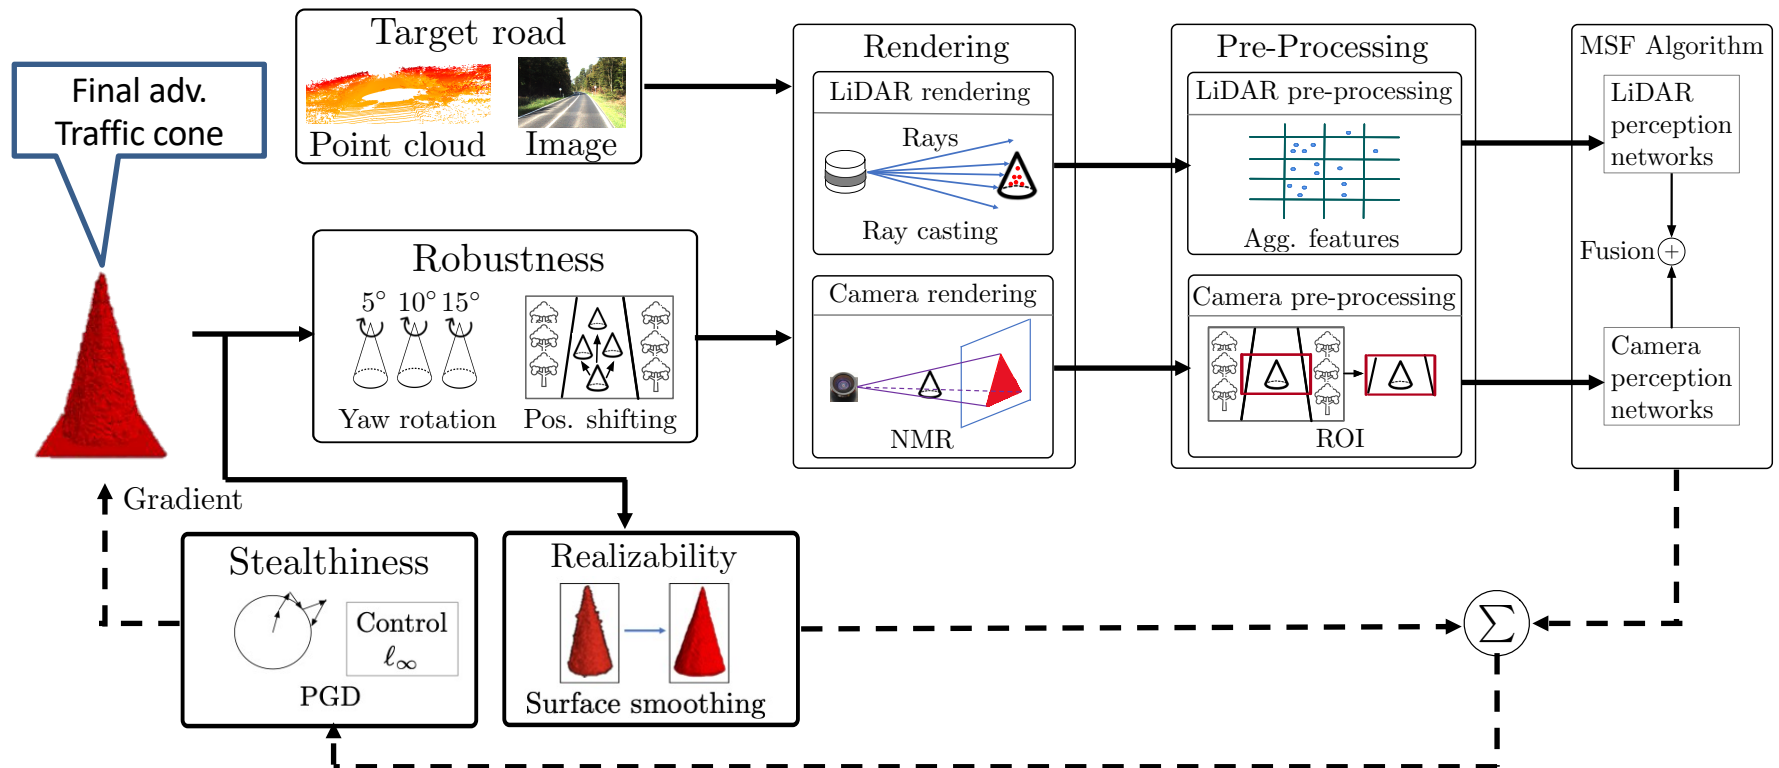 Final adv.
Traffic cone
Target road
Point cloud
Image
Robustness
5° 10° 15°
Yaw rotation
Pos. shifting
Rendering
LiDAR rendering
Rays
Ray casting
Camera rendering
NMR
Pre-Processing
LiDAR pre-processing
Agg. features
Camera pre-processing
ROI
MSF Algorithm
LiDAR
perception
networks
Fusion +
Camera
perception
networks
Gradient
Stealthiness
Control
ℓ∞
PGD
Realizability
Surface smoothing
∑